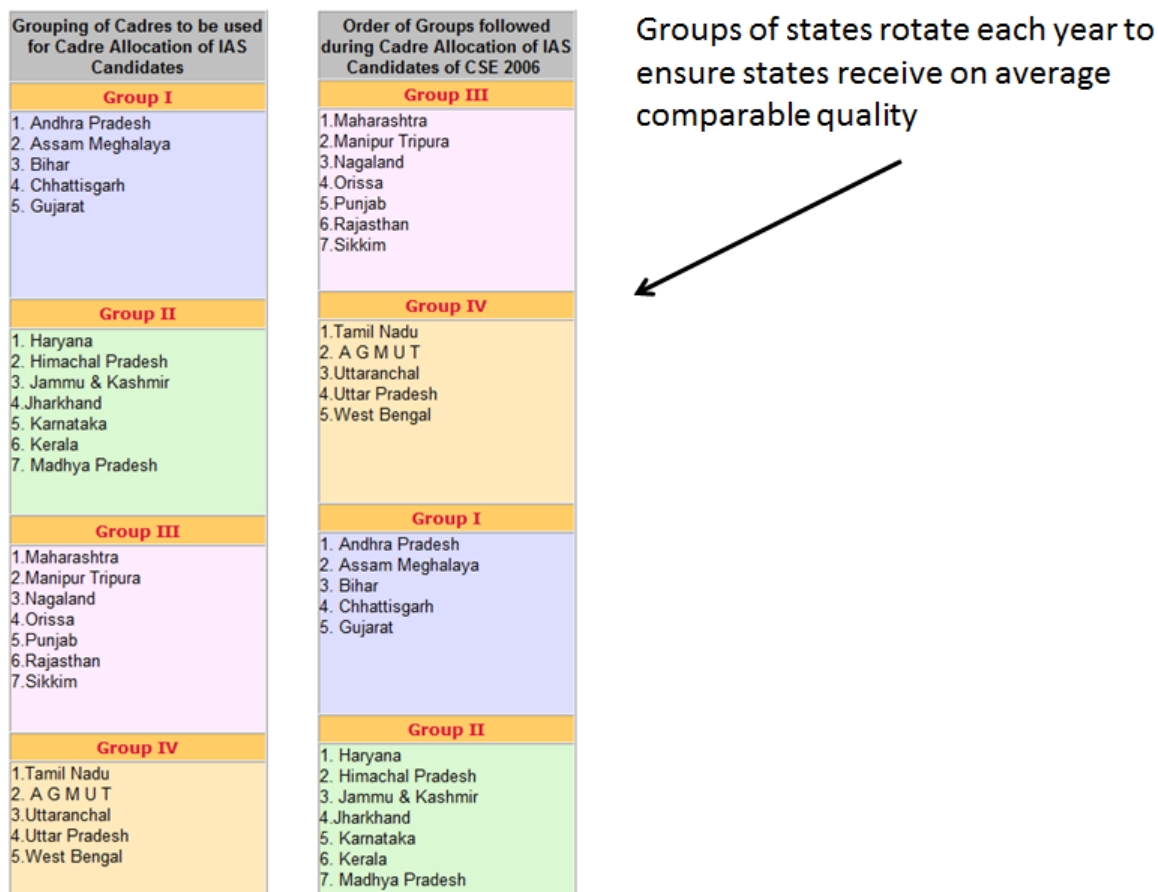 Grouping of Cadres to be used
for Cadre Allocation of IAS
Candidates
Group I
1. Andhra Pradesh
2. Assam Meghalaya
3. Bihar
4. Chhattisgarh
5. Gujarat
Group II
1. Haryana
2. Himachal Pradesh
3. Jammu & Kashmir
4.Jharkhand
5. Karnataka
6. Kerala
7. Madhya Pradesh
Group III
1.Maharashtra
2.Manipur Tripura
3.Nagaland
4.Orissa
5.Punjab
6.Rajasthan
7.Sikkim
Group IV
1.Tamil Nadu
2. A G M U T
3.Uttaranchal
4.Uttar Pradesh
5.West Bengal
Order of Groups followed
during Cadre Allocation of IAS
Candidates of CSE 2006
Group III
1.Maharashtra
2.Manipur Tripura
3.Nagaland
4.Orissa
5.Punjab
6.Rajasthan
7.Sikkim
Group IV
1.Tamil Nadu
2. A G M U T
3.Uttaranchal
4.Uttar Pradesh
5.West Bengal
Group I
1. Andhra Pradesh
2. Assam Meghalaya
3. Bihar
4. Chhattisgarh
5. Gujarat
Group II
1. Haryana
2. Himachal Pradesh
3. Jammu & Kashmir
4.Jharkhand
5. Karnataka
6. Kerala
7. Madhya Pradesh
Groups of states rotate each year to
ensure states receive on average
comparable quality